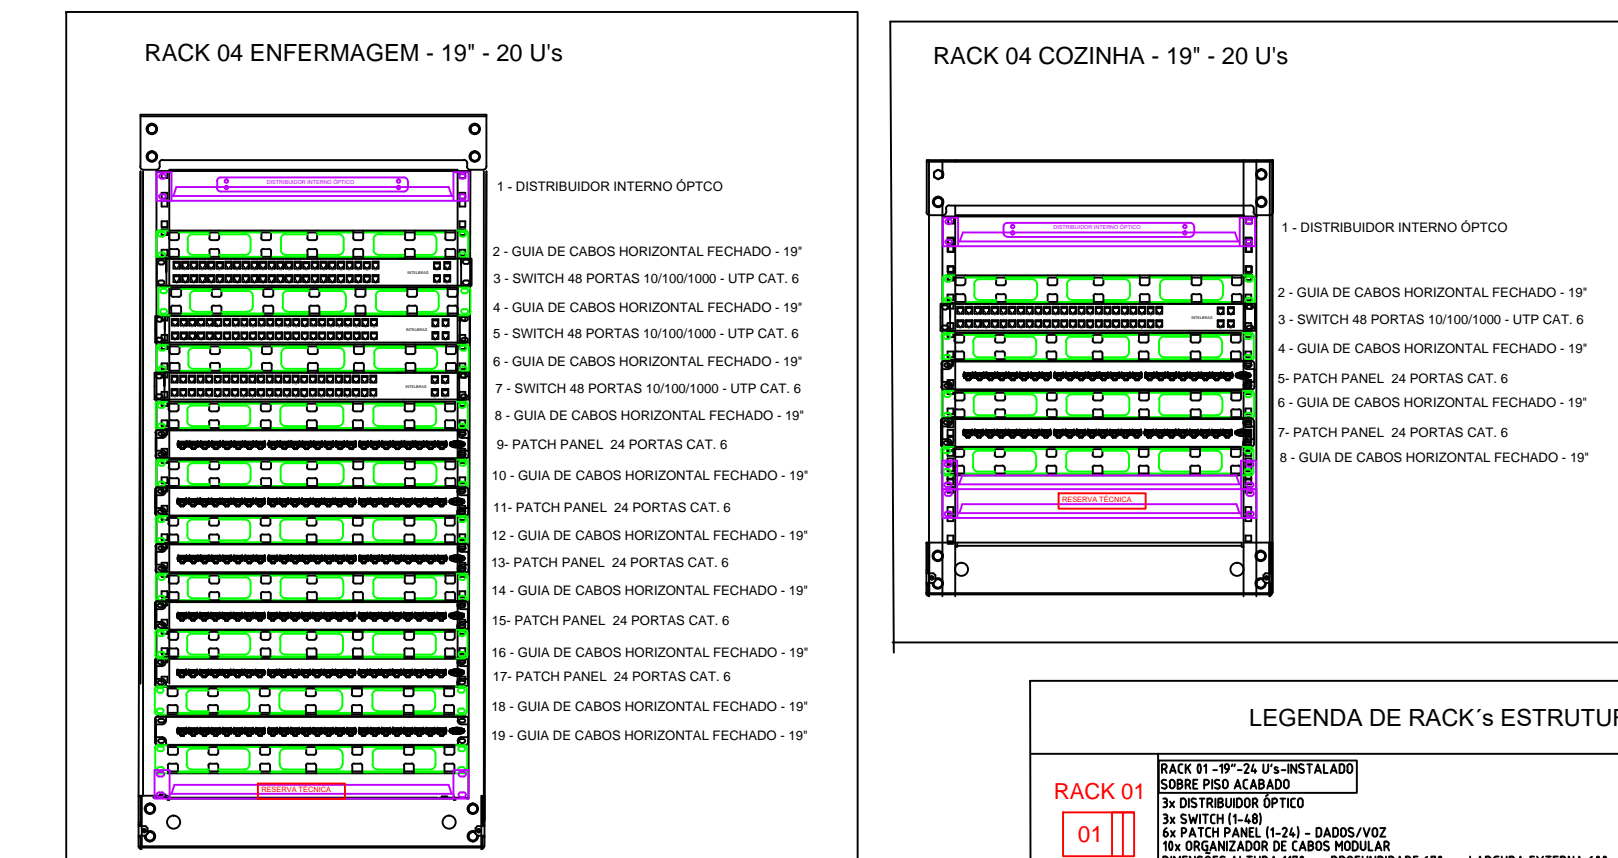 RACK 04 ENFERMAGEM - 19" - 20 U's
DISTRIBUIDOR INTERNO ÓPTICO
1 - DISTRIBUIDOR INTERNO ÓPTCO
2 - GUIA DE CABOS HORIZONTAL FECHADO - 19"
INTELBRAS
3 - SWITCH 48 PORTAS 10/100/1000 - UTP CAT. 6
4 - GUIA DE CABOS HORIZONTAL FECHADO - 19"
INTELBRAS
5 - SWITCH 48 PORTAS 10/100/1000 - UTP CAT. 6
6 - GUIA DE CABOS HORIZONTAL FECHADO - 19"
INTELBRAS
7 - SWITCH 48 PORTAS 10/100/1000 - UTP CAT. 6
8 - GUIA DE CABOS HORIZONTAL FECHADO - 19"
9- PATCH PANEL 24 PORTAS CAT. 6
10 - GUIA DE CABOS HORIZONTAL FECHADO - 19"
11- PATCH PANEL 24 PORTAS CAT. 6
12 - GUIA DE CABOS HORIZONTAL FECHADO - 19"
13- PATCH PANEL 24 PORTAS CAT. 6
14 - GUIA DE CABOS HORIZONTAL FECHADO - 19"
15- PATCH PANEL 24 PORTAS CAT. 6
16 - GUIA DE CABOS HORIZONTAL FECHADO - 19"
17- PATCH PANEL 24 PORTAS CAT. 6
18 - GUIA DE CABOS HORIZONTAL FECHADO - 19"
19 - GUIA DE CABOS HORIZONTAL FECHADO - 19"
RESERVA TÉCNICA
RACK 04 COZINHA - 19" - 20 U's
DISTRIBUIDOR INTERNO ÓPTICO
1 - DISTRIBUIDOR INTERNO ÓPTCO
2 - GUIA DE CABOS HORIZONTAL FECHADO - 19"
INTELBRAS
3 - SWITCH 48 PORTAS 10/100/1000 - UTP CAT. 6
4 - GUIA DE CABOS HORIZONTAL FECHADO - 19"
5- PATCH PANEL 24 PORTAS CAT. 6
6 - GUIA DE CABOS HORIZONTAL FECHADO - 19"
7- PATCH PANEL 24 PORTAS CAT. 6
8 - GUIA DE CABOS HORIZONTAL FECHADO - 19"
RESERVA TÉCNICA
LEGENDA DE RACK´s ESTRUTUR
RACK 01
01
RACK 01 -19"-24 U's-INSTALADO
SOBRE PISO ACABADO
3x DISTRIBUIDOR ÓPTICO
3x SWITCH (1-48)
6x PATCH PANEL (1-24) - DADOS/VOZ
10x ORGANIZADOR DE CABOS MODULAR